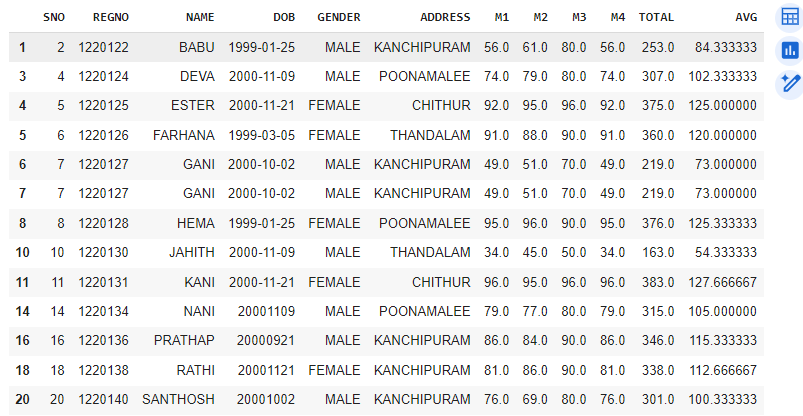 SNO REGNO NAME DOB GENDER ADDRESS M1 M2 M3 M4 TOTAL AVG
1 2 1220122 BABU 1999-01-25 MALE KANCHIPURAM 56.0 61.0 80.0 56.0 253.0 84.333333
3 4 1220124 DEVA 2000-11-09 MALE POONAMALEE 74.0 79.0 80.0 74.0 307.0 102.333333
4 5 1220125 ESTER 2000-11-21 FEMALE CHITHUR 92.0 95.0 96.0 92.0 375.0 125.000000
5 6 1220126 FARHANA 1999-03-05 FEMALE THANDALAM 91.0 88.0 90.0 91.0 360.0 120.000000
6 7 1220127 GANI 2000-10-02 MALE KANCHIPURAM 49.0 51.0 70.0 49.0 219.0 73.000000
7 7 1220127 GANI 2000-10-02 MALE KANCHIPURAM 49.0 51.0 70.0 49.0 219.0 73.000000
8 8 1220128 HEMA 1999-01-25 FEMALE POONAMALEE 95.0 96.0 90.0 95.0 376.0 125.333333
10 10 1220130 JAHITH 2000-11-09 MALE THANDALAM 34.0 45.0 50.0 34.0 163.0 54.333333
11 11 1220131 KANI 2000-11-21 FEMALE CHITHUR 96.0 95.0 96.0 96.0 383.0 127.666667
14 14 1220134 NANI 20001109 MALE POONAMALEE 79.0 77.0 80.0 79.0 315.0 105.000000
16 16 1220136 PRATHAP 20000921 MALE KANCHIPURAM 86.0 84.0 90.0 86.0 346.0 115.333333
18 18 1220138 RATHI 20001121 FEMALE KANCHIPURAM 81.0 86.0 90.0 81.0 338.0 112.666667
20 20 1220140 SANTHOSH 20001002 MALE KANCHIPURAM 76.0 69.0 80.0 76.0 301.0 100.333333